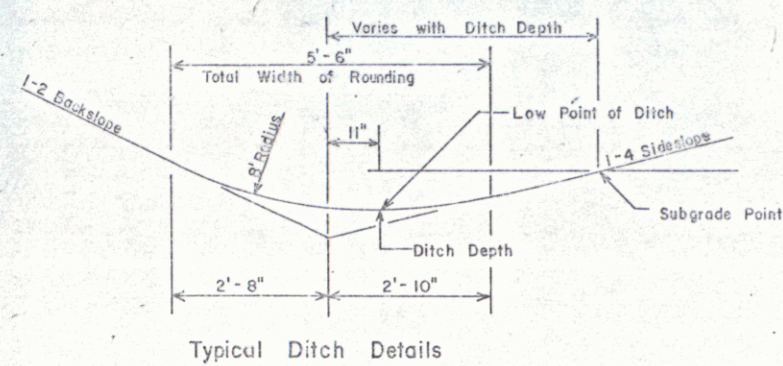 Varies with Ditch Depth
5'-6"
Total Width of Rounding
1-2 Backslope
8' Radius
11"
Low Point of Ditch
1-4 Sideslope
Subgrade Point
Ditch Depth
2'-8"
2'-10"
Typical Ditch Details